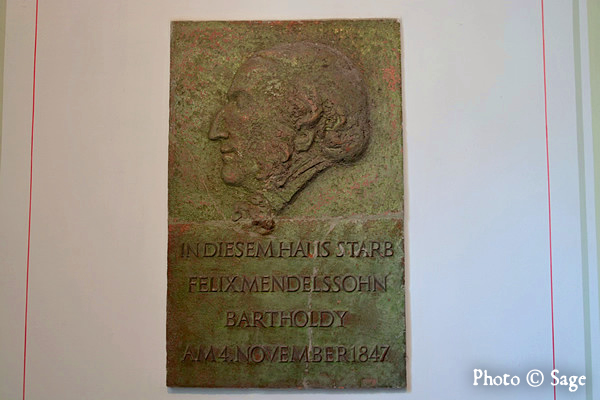 IN DIESEM HAUS STARB
FELIX MENDELSSOHN
BARTHOLDY
AM 4. NOVEMBER 1847
Photo © Sage